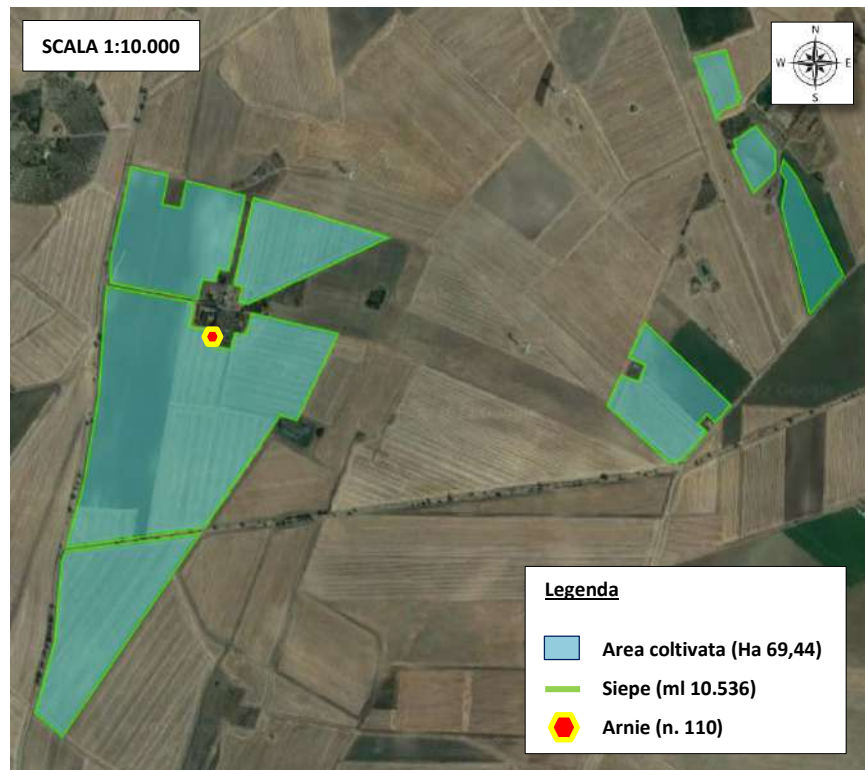 SCALA 1:10.000
N
W E
S
Legenda
Area coltivata (Ha 69,44)
Siepe (ml 10.536)
Arnie (n. 110)